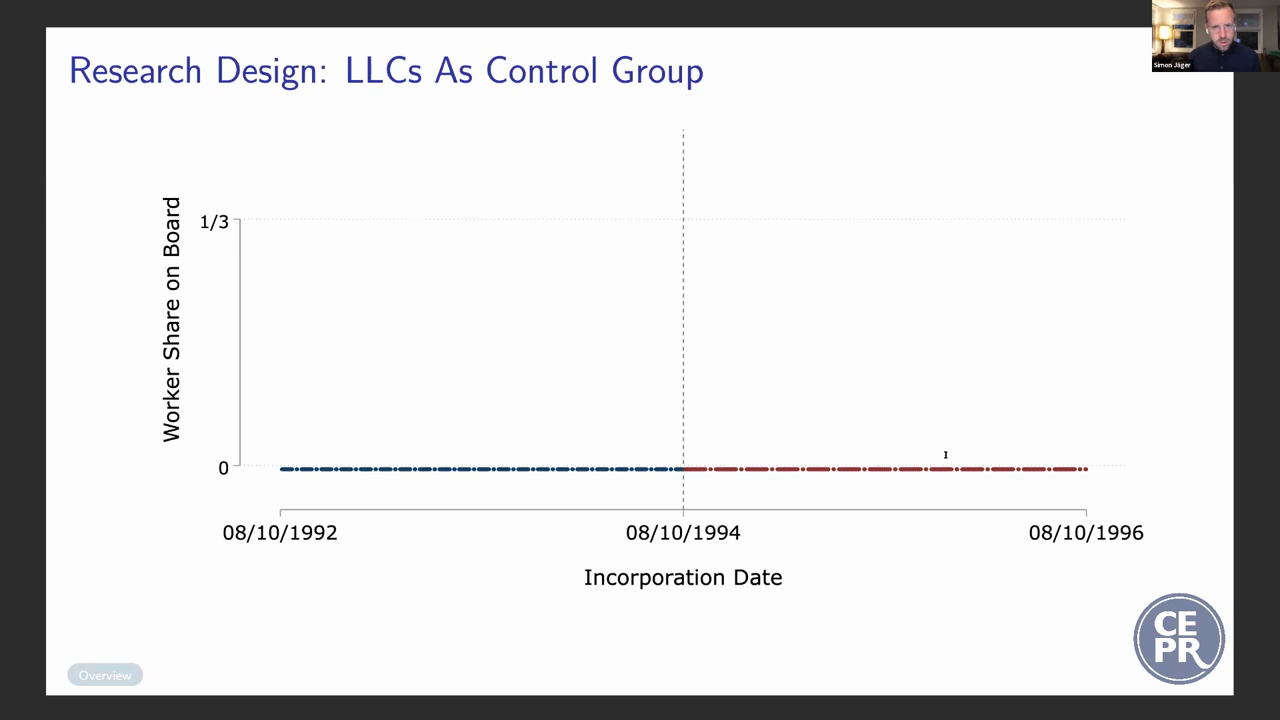 Research Design: LLCs As Control Group
Simon Jäger
Worker Share on Board
1/3
0
08/10/1992
08/10/1994
08/10/1996
Incorporation Date
Overview
CE
PR